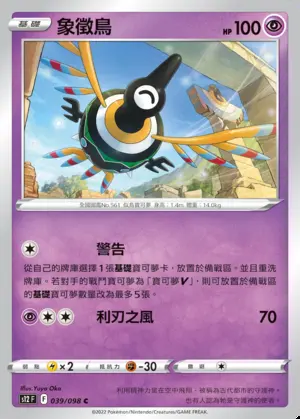 基礎 象徵鳥 HP 100
全國圖鑑No.561 似鳥寶可夢 身高:1.4m 體重:14.0kg
警告
從自己的牌庫選擇1張基礎寶可夢卡,放置於備戰區。並且重洗
牌庫。若對手的戰鬥寶可夢為「寶可夢V」,則放置於備戰區的
基礎寶可夢數量改為最多5張。
利刃之風 70
弱點 ×2 抵抗力 -30 撤退
illus. Yuya Oka
S12 F F 039/098 C
利用精神力量在空中飛翔。被視為古代都市的守護神,
也有人認為牠是守護神的使者。
©2022 Pokémon/Nintendo/Creatures/GAME FREAK.